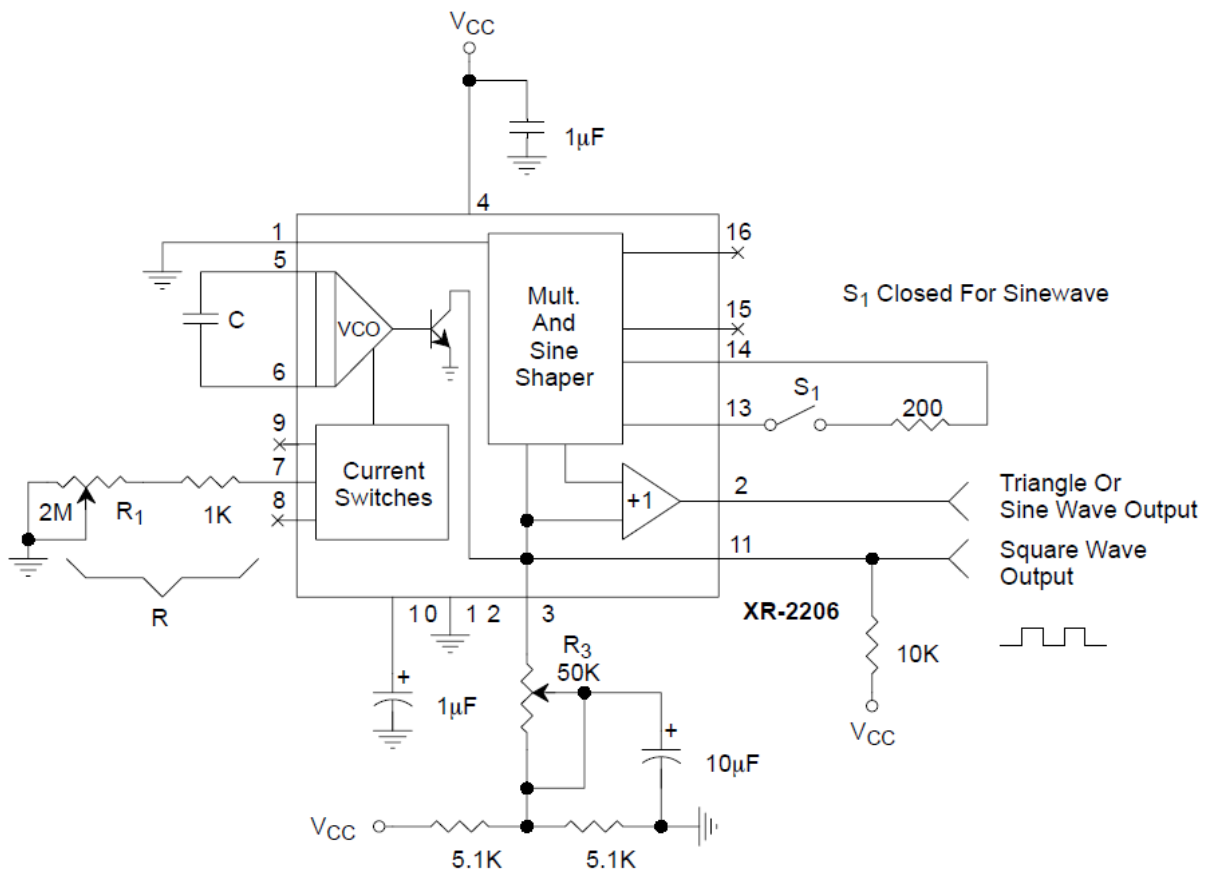 VCC
1μF
4
1
16
5
S1 Closed For Sinewave
Mult.
And
Sine
Shaper
C
VCO
15
14
6
S1
13
200
9
7
Current
Switches
2M
R1
1K
8
+1
2
Triangle Or
Sine Wave Output
11
Square Wave
Output
R
10
12
3
XR-2206
R3
50K
10K
1μF
+
+
VCC
10μF
VCC
5.1K
5.1K